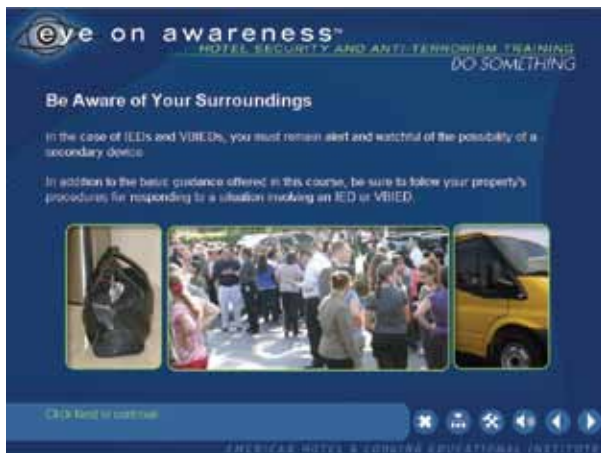 eye on awareness™
HOTEL SECURITY AND ANTI-TERRORISM TRAINING
DO SOMETHING
Be Aware of Your Surroundings
In the case of IEDs and VBIEDs, you must remain alert and watchful of the possibility of a
secondary device
In addition to the basic guidance offered in this course, be sure to follow your property's
procedures for responding to a situation involving an IED or VBIED.
Click Next to continue
AMERICAN HOTEL & LODGING EDUCATIONAL INSTITUTE